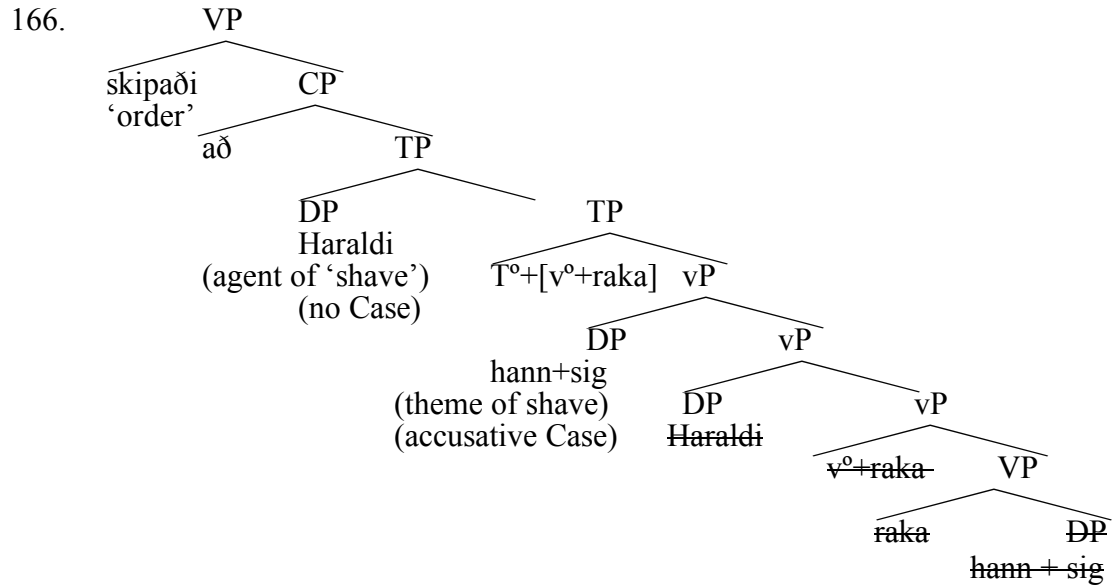 166. VP
skipaði CP
‘order’
að TP
DP TP
Haraldi
(agent of ‘shave’) Tº+[vº+raka] vP
(no Case)
DP vP
hann+sig
(theme of shave) DP vP
(accusative Case) Haraldi
vº+raka VP
raka DP
hann + sig